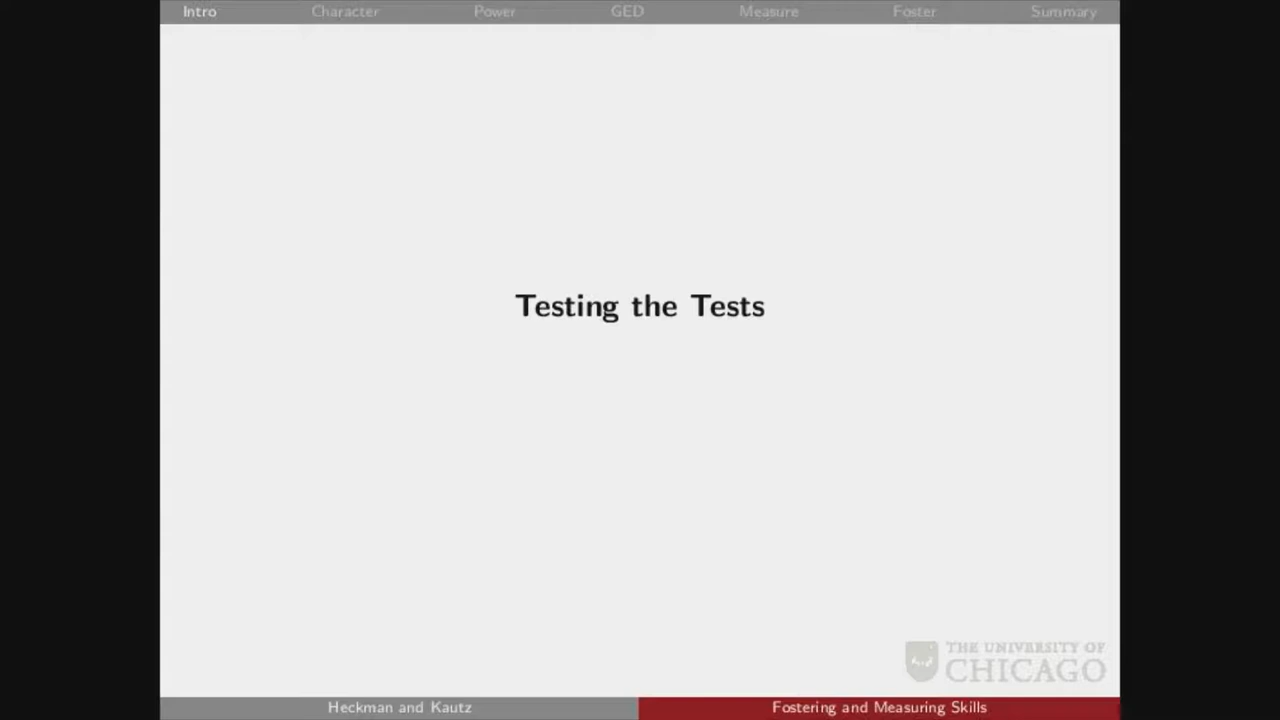 Intro Character Power GED Measure Foster Summary
Testing the Tests
THE UNIVERSITY OF
CHICAGO
Heckman and Kautz Fostering and Measuring Skills